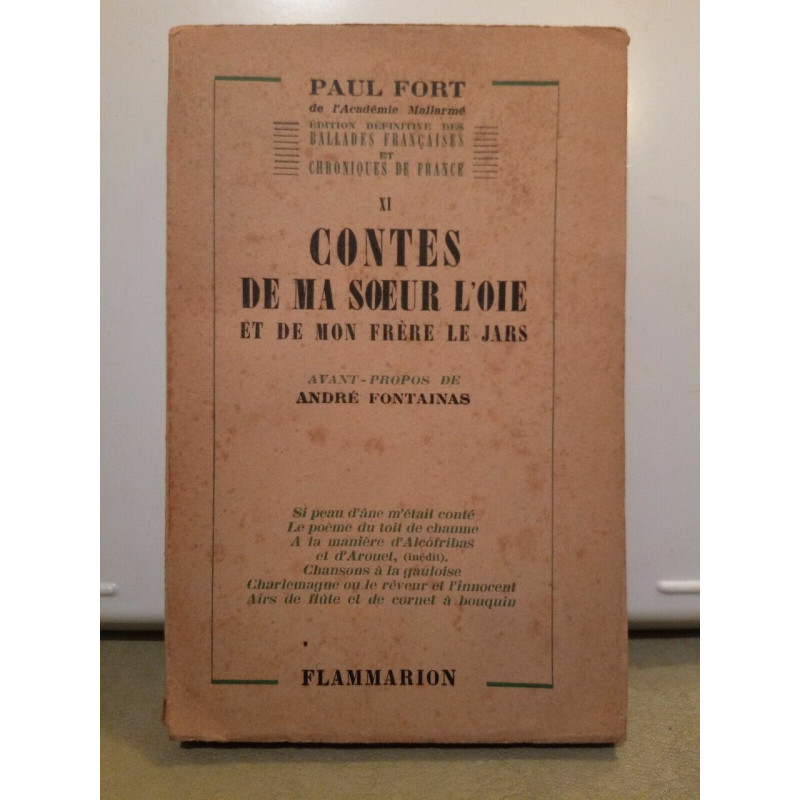 PAUL FORT
de l'Académie Mallarmé
ÉDITION DÉFINITIVE DES
BALLADES FRANÇAISES
ET
CHRONIQUES DE FRANCE
XI
CONTES
DE MA SŒUR L'OIE
ET DE MON FRÈRE LE JARS
AVANT-PROPOS DE
ANDRÉ FONTAINAS
Si peau d'âne m'était conté
Le poème du toit de chaume
A la manière d'Alcofribas
et d'Arouet, (inédit).
Chansons à la gauloise
Charlemagne ou le rêveur et l'innocent
Airs de flûte et de cornet à bouquin
FLAMMARION